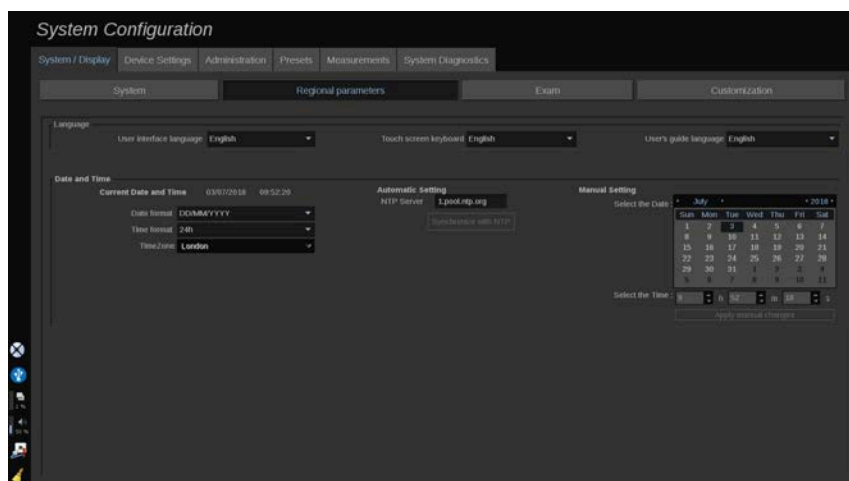 System Configuration
System / Display Device Settings Administration Presets Measurements System Diagnostics
System Regional parameters Exam Customization
Language
User interface language English Touch screen keyboard English User's guide language English
Date and Time
Current Date and Time 03/07/2018 09:52:20
Automatic Setting
Manual Setting
NTP Server 1.pool.ntp.org
Select the Date :
July 2018
Date format DD/MM/YYYY
Synchronize with NTP
Time format 24h
TimeZone London
Sun Mon Tue Wed Thu Fri Sat
1 2 3 4 5 6 7
8 9 10 11 12 13 14
15 16 17 18 19 20 21
22 23 24 25 26 27 28
29 30 31 1 2 3 4
5 6 7 8 9 10 11
Select the Time : 9 h 52 m 18 s
Apply manual changes